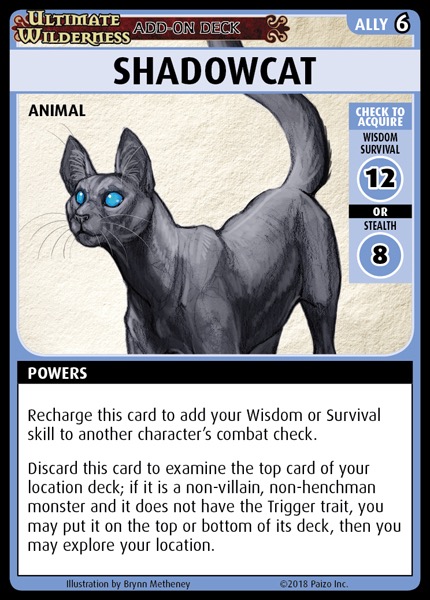 ULTIMATE
WILDERNESS ADD-ON DECK
ALLY 6
SHADOWCAT
ANIMAL
CHECK TO
ACQUIRE
WISDOM
SURVIVAL
12
OR
STEALTH
8
POWERS
Recharge this card to add your Wisdom or Survival
skill to another character's combat check.
Discard this card to examine the top card of your
location deck; if it is a non-villain, non-henchman
monster and it does not have the Trigger trait, you
may put it on the top or bottom of its deck, then you
may explore your location.
Illustration by Brynn Metheney
©2018 Paizo Inc.